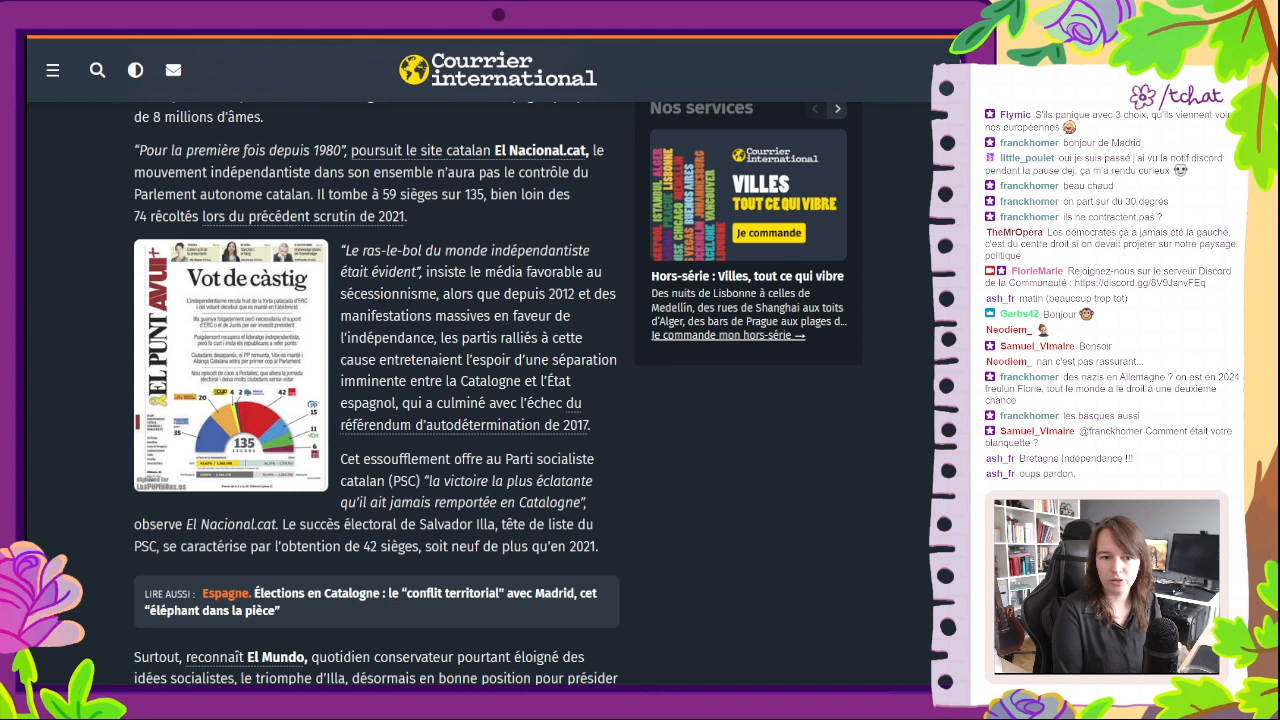 Courrier
international
de 8 millions d’âmes.
“Pour la première fois depuis 1980”, poursuit le site catalan El Nacional.cat, le
mouvement indépendantiste dans son ensemble n’aura pas le contrôle du
Parlement autonome catalan. Il tombe à 59 sièges sur 135, bien loin des
74 récoltés lors du précédent scrutin de 2021.
EL PUNT AVUI+
Vot de càstig
20
4
2
42
15
11
6
35
135
“Le ras-le-bol du monde indépendantiste
était évident”, insiste le média favorable au
sécessionnisme, alors que depuis 2012 et des
manifestations massives en faveur de
l’indépendance, les partis ralliés à cette
cause entretenaient l’espoir d’une séparation
imminente entre la Catalogne et l’État
espagnol, qui a culminé avec l’échec du
référendum d’autodétermination de 2017.
Cet essoufflement offre au Parti socialiste
catalan (PSC) “la victoire la plus éclatante
qu’il ait jamais remportée en Catalogne”,
observe El Nacional.cat. Le succès électoral de Salvador Illa, tête de liste du
PSC, se caractérise par l’obtention de 42 sièges, soit neuf de plus qu’en 2021.
LIRE AUSSI : Espagne. Élections en Catalogne : le “conflit territorial” avec Madrid, cet
“éléphant dans la pièce”
Surtout, reconnaît El Mundo, quotidien conservateur pourtant éloigné des
idées socialistes, le triomphe d’Illa, désormais en bonne position pour présider
Nos services
Courrier
international
VILLES
TOUT CE QUI VIBRE
Je commande
Hors-série : Villes, tout ce qui vibre
Des nuits de Lisbonne à celles de
Medellín, des rues de Shanghai aux toits
d’Alger, des bars de Prague aux plages d…
Je commande mon hors-série →
/tchat
Flymic S'ils panique avec 3 choix, qu'ils viennent voir
nos européennes
franckhomer bonjour de Madrid
little_poulet oui je suis passé j'ai vu la notif discord
pendant la pause dej, ça m'a rendu curieux
franckhomer beau chaud
franckhomer on part sur du 30 degrés
franckhomer ils ne contractent pas ?
TheMrOpera Les démocrates ça a jamais été la gauche,
c'est du centre droit si on devait projeter sur notre paysage
politique
FlorieMarie Rejoignez-nous sur le serveur Discord
de la Communauté : https://discord.gg/8V9JanvFEq
ash_fr matin (beaucoup trop tot)
Garbs42 Bonjour
Neodiem_
Samuel_Vimaire Bonsoir
Neodiem_ nan c'est pas rassurant...
franckhomer des nazis en Allemagne ? on est en 2024
freulun Florie, tout le monde a le droit à une deuxième
chance
franckhomer les basques aussi
Samuel_Vimaire @franckhomer Comment était votre
blanquette ?
ash_fr Bretagne Indépendante !!!
ash_fr oups pardon.